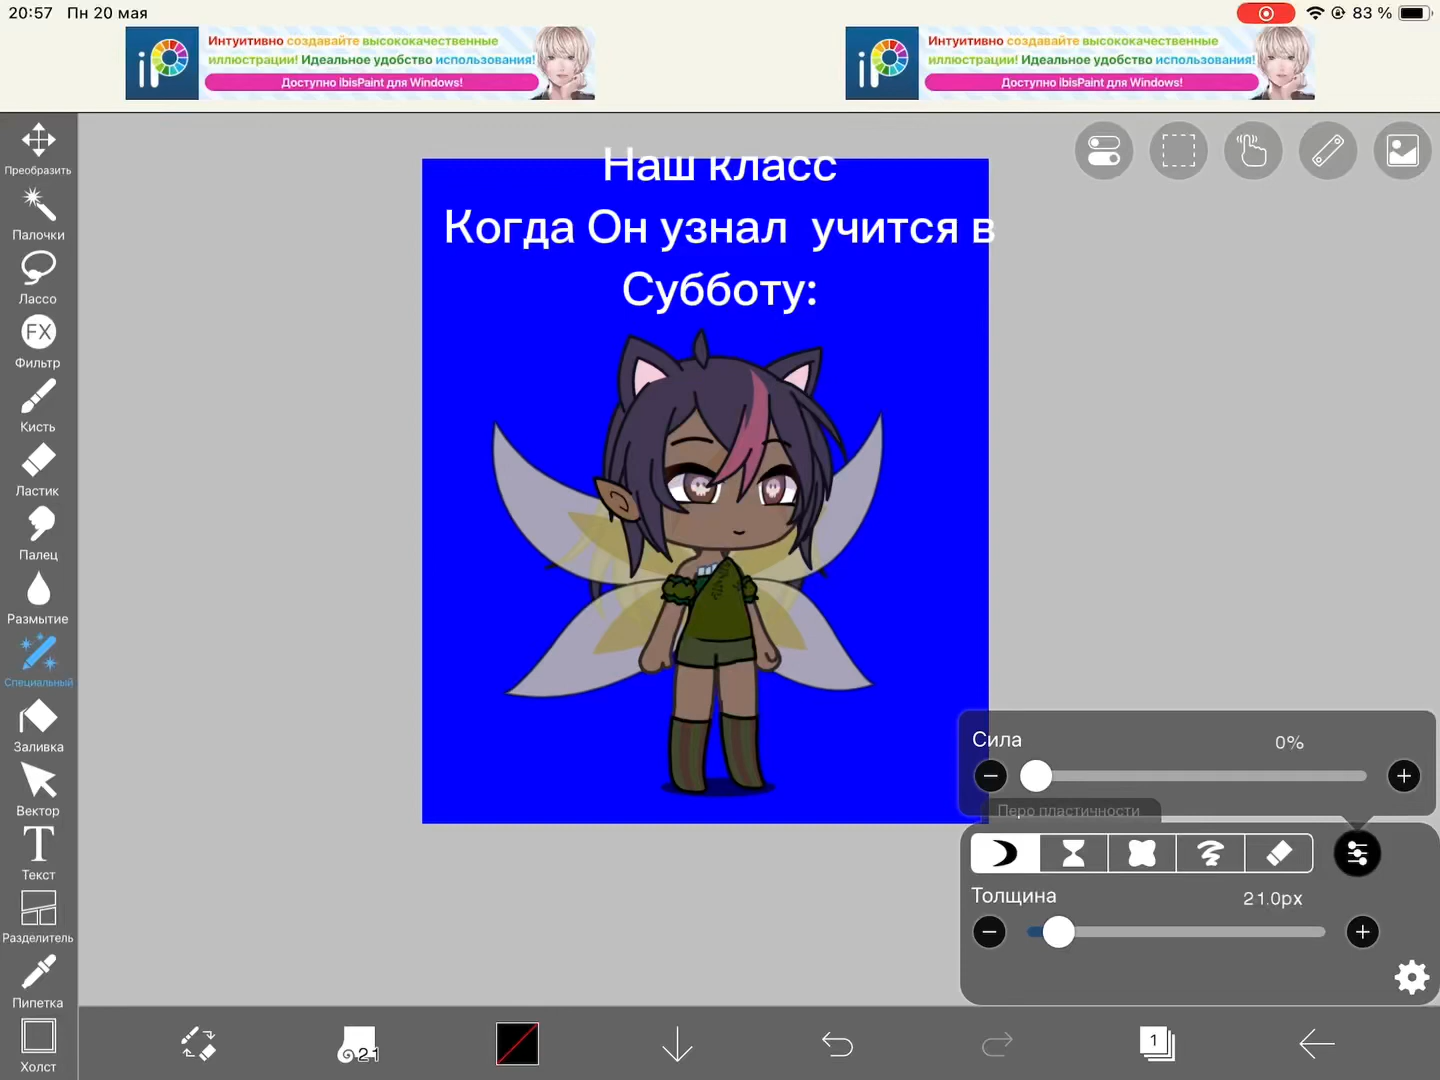 20:57 Пн 20 мая
83 %
Интуитивно создавайте высококачественные
иллюстрации! Идеальное удобство использования!
Доступно ibisPaint для Windows!
Интуитивно создавайте высококачественные
иллюстрации! Идеальное удобство использования!
Доступно ibisPaint для Windows!
Преобразить
Палочки
Лассо
FX
Фильтр
Кисть
Ластик
Палец
Размытие
Специальный
Заливка
Вектор
T
Текст
Разделитель
Пипетка
Холст
Наш класс
Когда Он узнал  учится в
Субботу:
Сила
0%
Перо пластичности
Толщина
21.0px
21
1